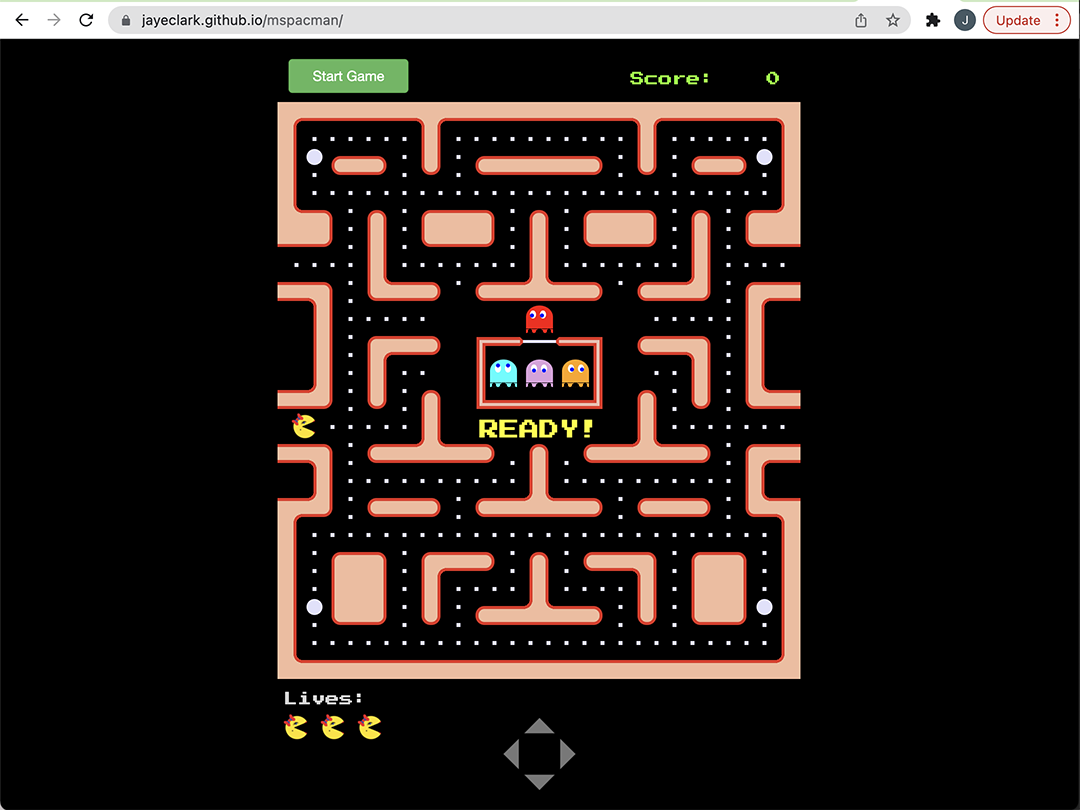 jayeclark.github.io/mspacman/
J
Update
Start Game
Score: 0
READY!
Lives: